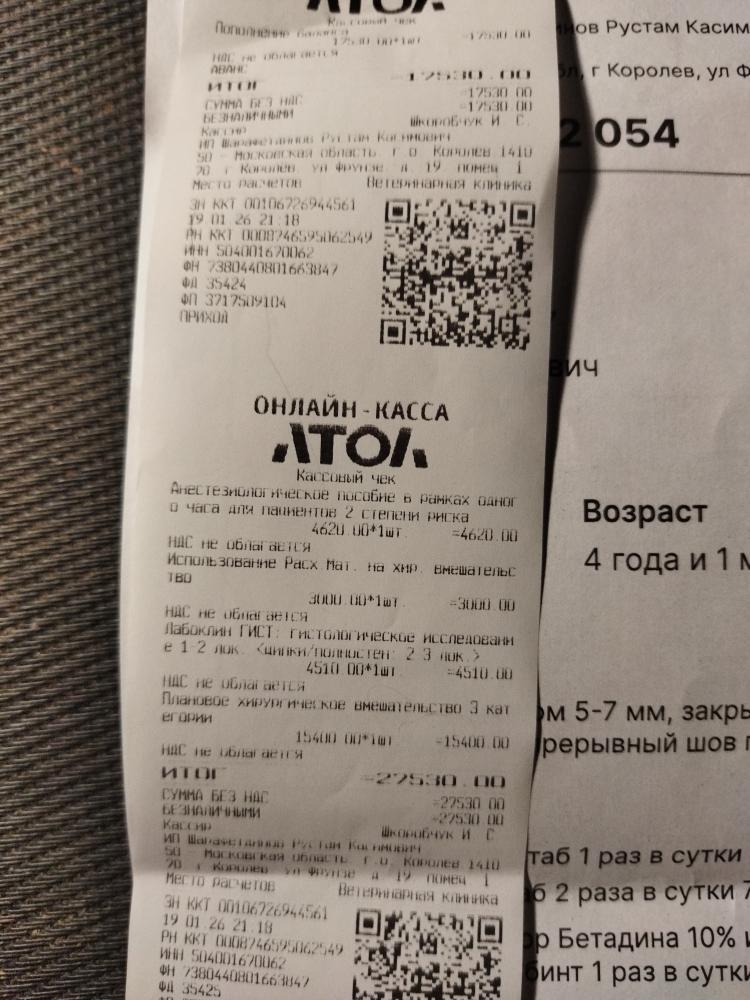 АТОЛ
Кассовый чек
Пополнение баланса
17530.00*1шт =17530.00
НДС не облагается
АВАНС
ИТОГ =17530.00
СУММА БЕЗ НДС =17530.00
БЕЗНАЛИЧНЫМИ =17530.00
Кассир Шкоробчук И. С.
ИП Шарафетдинов Рустам Касимович
50 - Московская область, г.о. Королев 1410
70 г Королев, ул Фрунзе, д. 19, помещ 1
Место расчетов Ветеринарная клиника
ЗН ККТ 00106726944561
19.01.26 21:18
РН ККТ 0008746595062549
ИНН 504001670062
ФН 7380440801663847
ФД 35424
ФП 3717509104
ПРИХОД
ОНЛАЙН-КАССА
АТОЛ
Кассовый чек
Анестезиологическое пособие в рамках одног
о часа для пациентов 2 степени риска
4620.00*1шт. =4620.00
НДС не облагается
Использование Расх.Мат. на хир. вмешательс
тво
3000.00*1шт. =3000.00
НДС не облагается
Лабоклин ГИСТ: гистологическое исследовани
е 1-2 лок. <щипки/полностен: 2-3 лок.>
4510.00*1шт. =4510.00
НДС не облагается
Плановое хирургическое вмешательство 3 кат
егории
15400.00*1шт =15400.00
НДС не облагается
ИТОГ =27530.00
СУММА БЕЗ НДС =27530.00
БЕЗНАЛИЧНЫМИ =27530.00
Кассир Шкоробчук И. С.
ИП Шарафетдинов Рустам Касимович
50 - Московская область, г.о. Королев 1410
70 г Королев, ул Фрунзе, д. 19, помещ 1
Место расчетов Ветеринарная клиника
ЗН ККТ 00106726944561
19.01.26 21:18
РН ККТ 0008746595062549
ИНН 504001670062
ФН 7380440801663847
ФД 35425
нов Рустам Касим
бл, г Королев, ул Ф
2 054
вич
Возраст
4 года и 1 м
ом 5-7 мм, закры
рерывный шов п
таб 1 раз в сутки
б 2 раза в сутки 7
ор Бетадина 10% и
бинт 1 раз в сутки